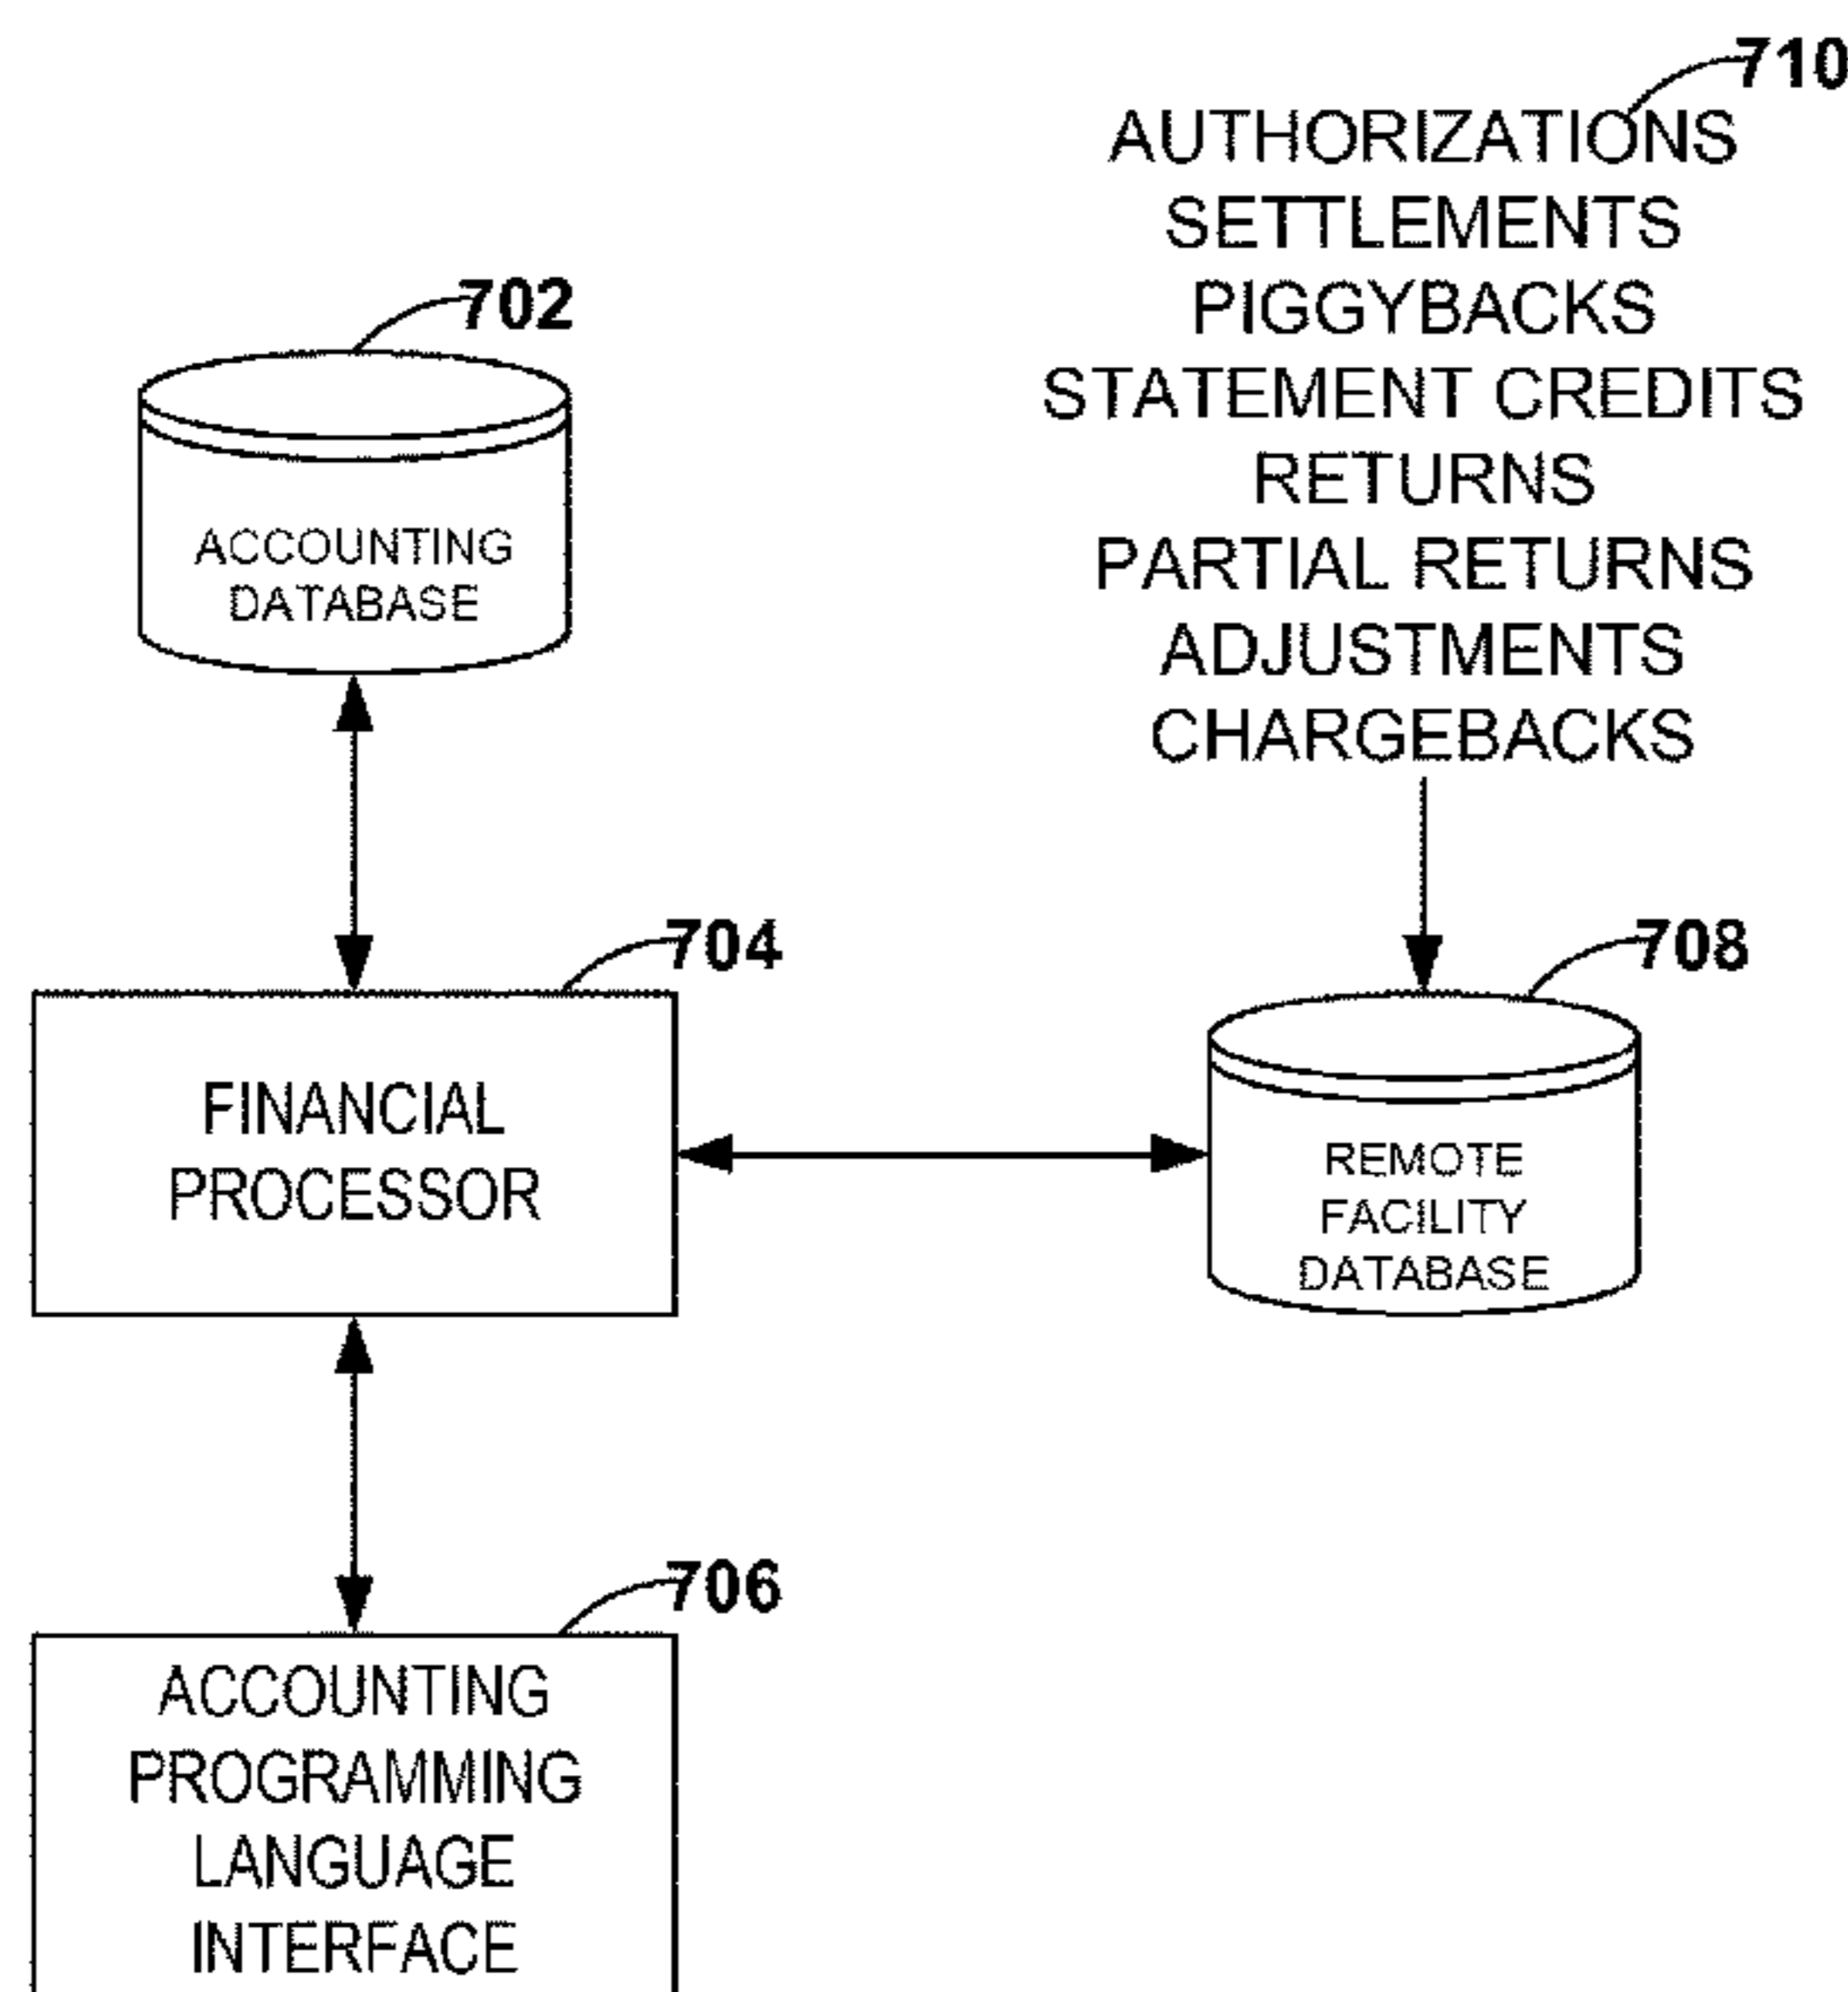 710
AUTHORIZATIONS
SETTLEMENTS
PIGGYBACKS
STATEMENT CREDITS
RETURNS
PARTIAL RETURNS
ADJUSTMENTS
CHARGEBACKS
702
ACCOUNTING
DATABASE
704
FINANCIAL
PROCESSOR
708
REMOTE
FACILITY
DATABASE
706
ACCOUNTING
PROGRAMMING
LANGUAGE
INTERFACE